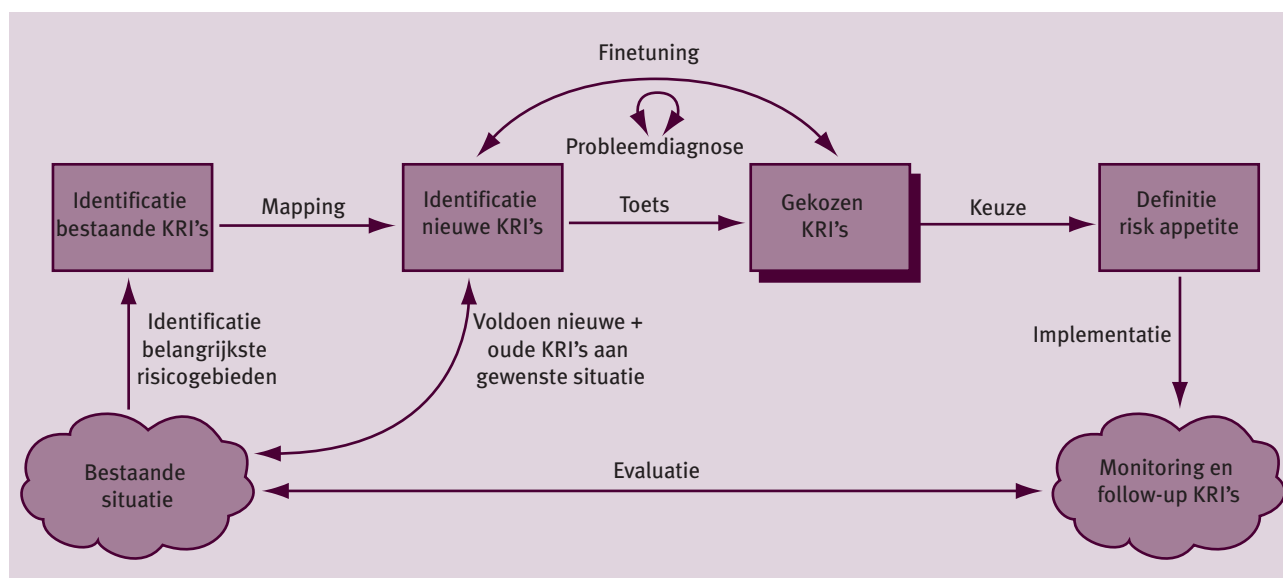 Finetuning
Probleemdiagnose
Identificatie
bestaande KRI's
Mapping
Identificatie
nieuwe KRI's
Toets
Gekozen
KRI's
Keuze
Definitie
risk appetite
Identificatie
belangrijkste
risicogebieden
Voldoen nieuwe +
oude KRI's aan
gewenste situatie
Implementatie
Bestaande
situatie
Evaluatie
Monitoring en
follow-up KRI's